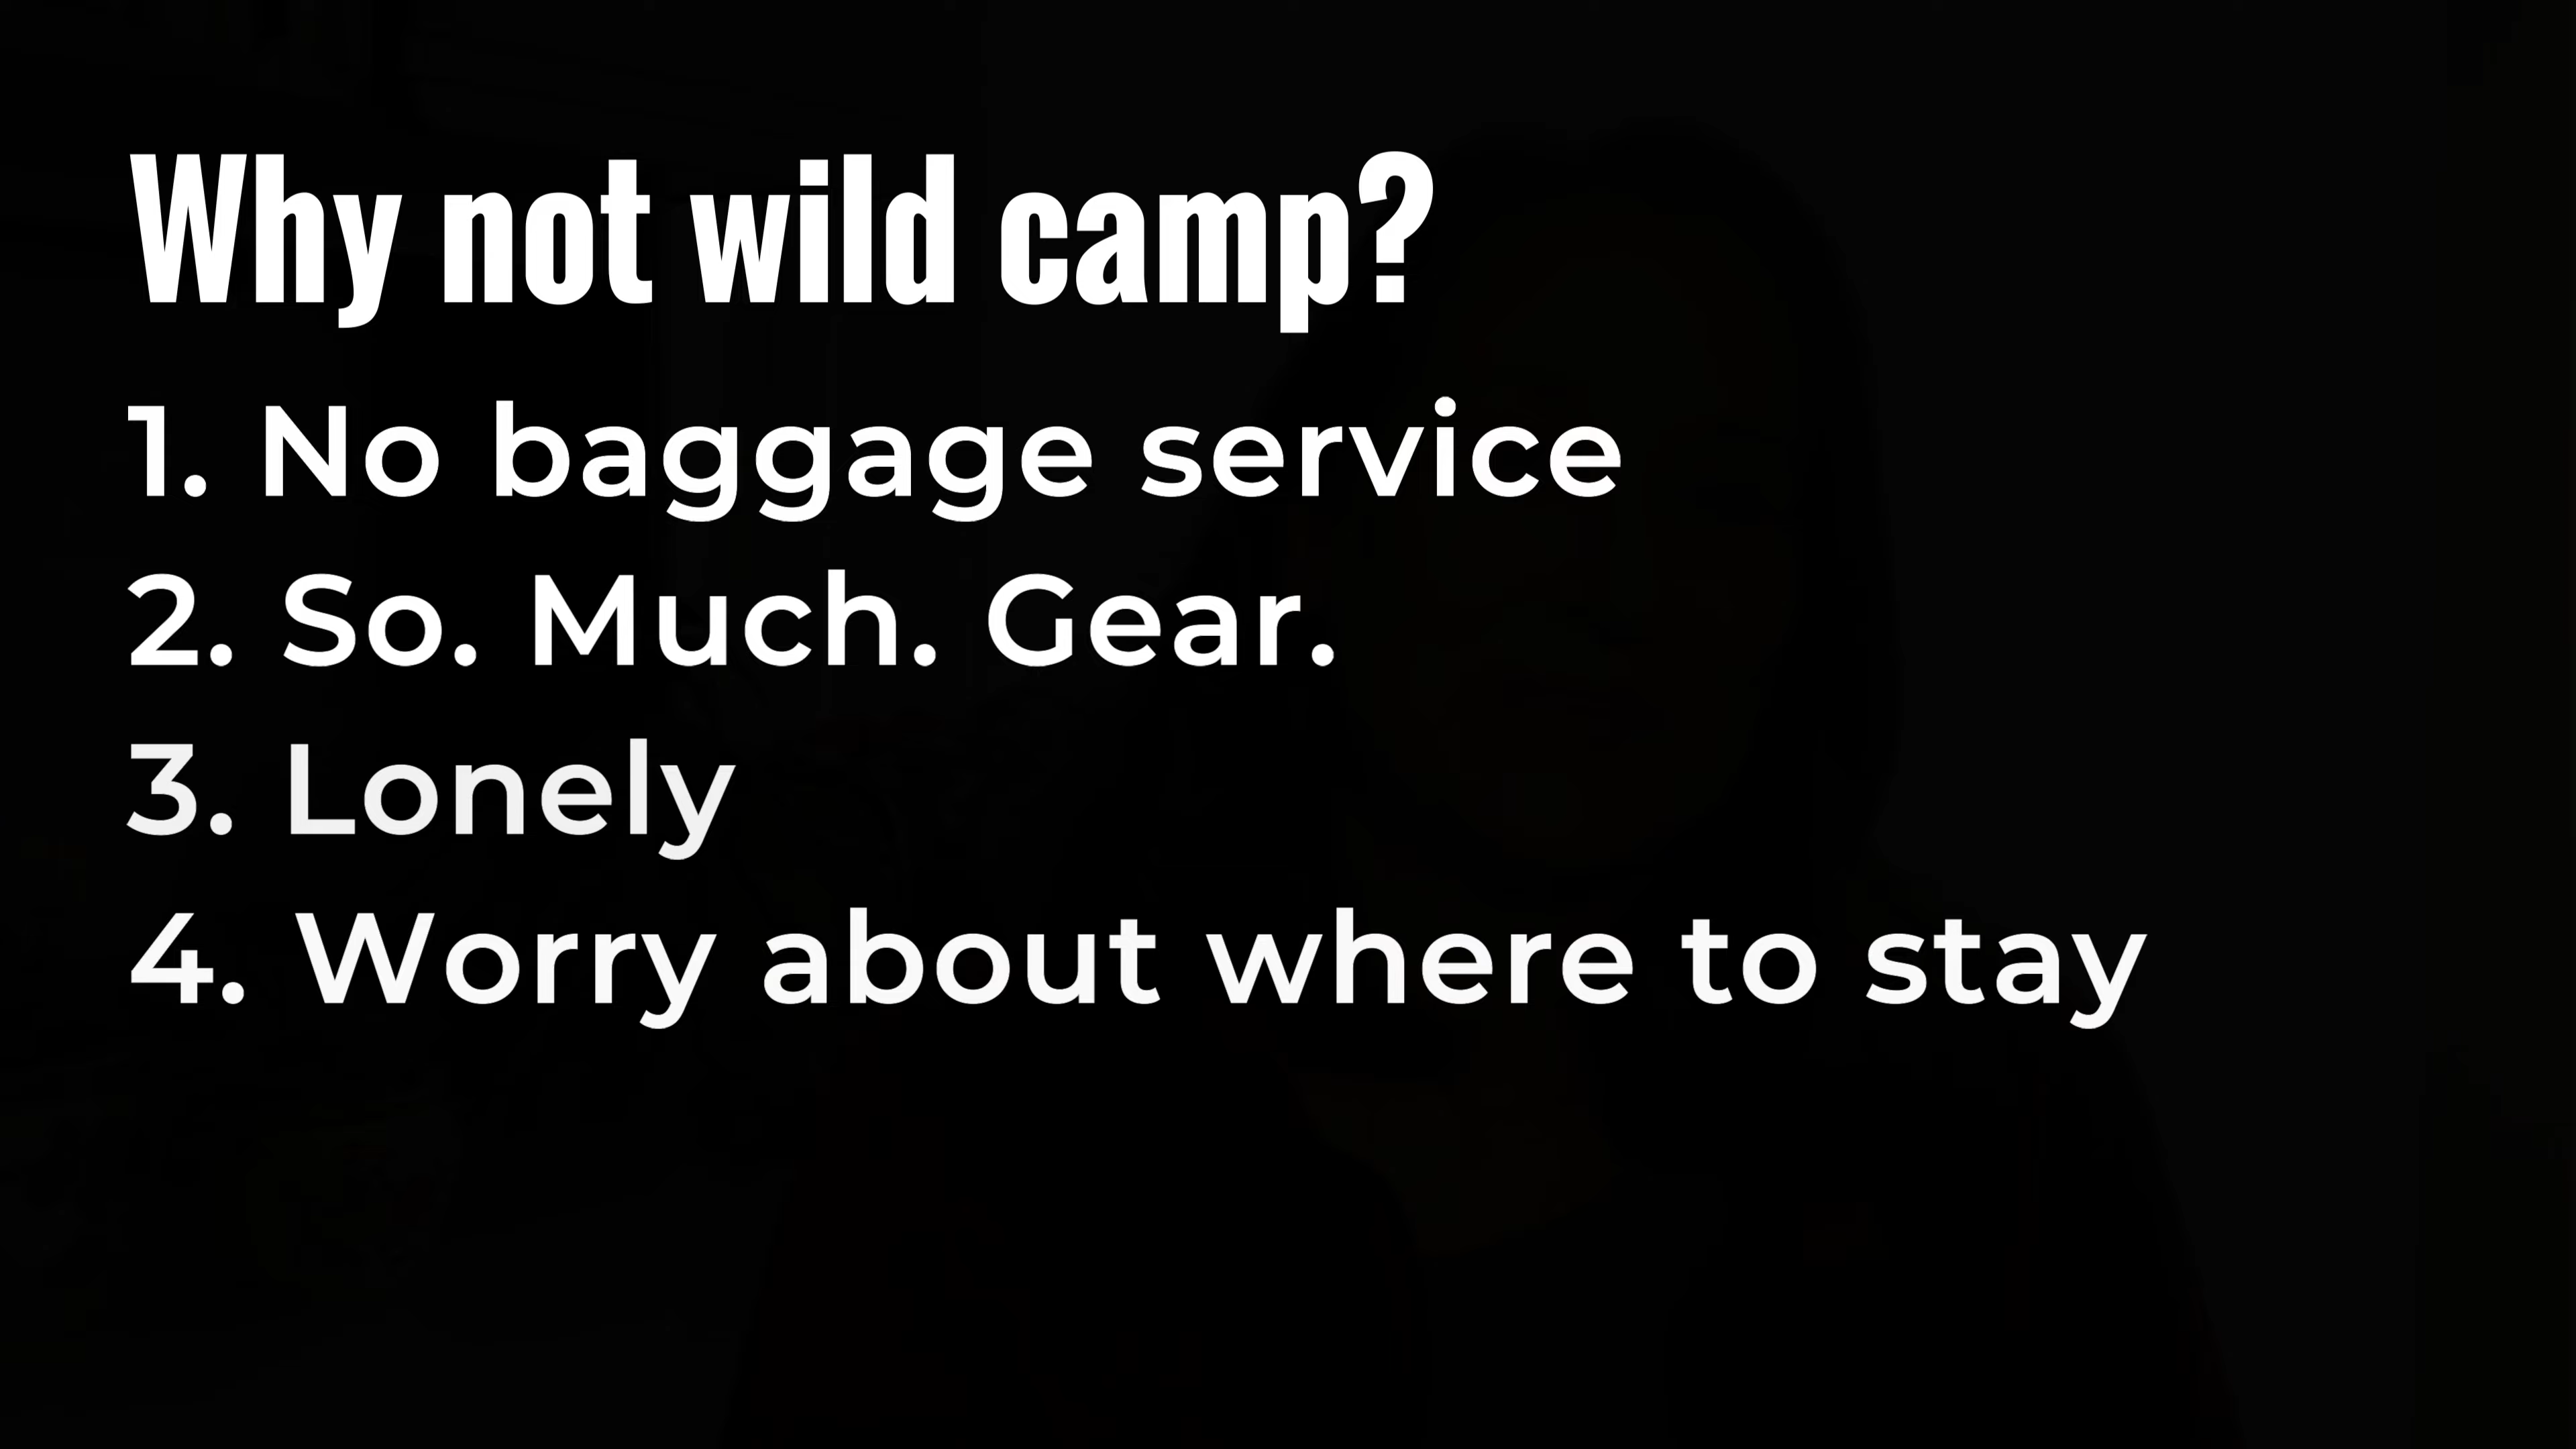 Why not wild camp?
1. No baggage service
2. So. Much. Gear.
3. Lonely
4. Worry about where to stay